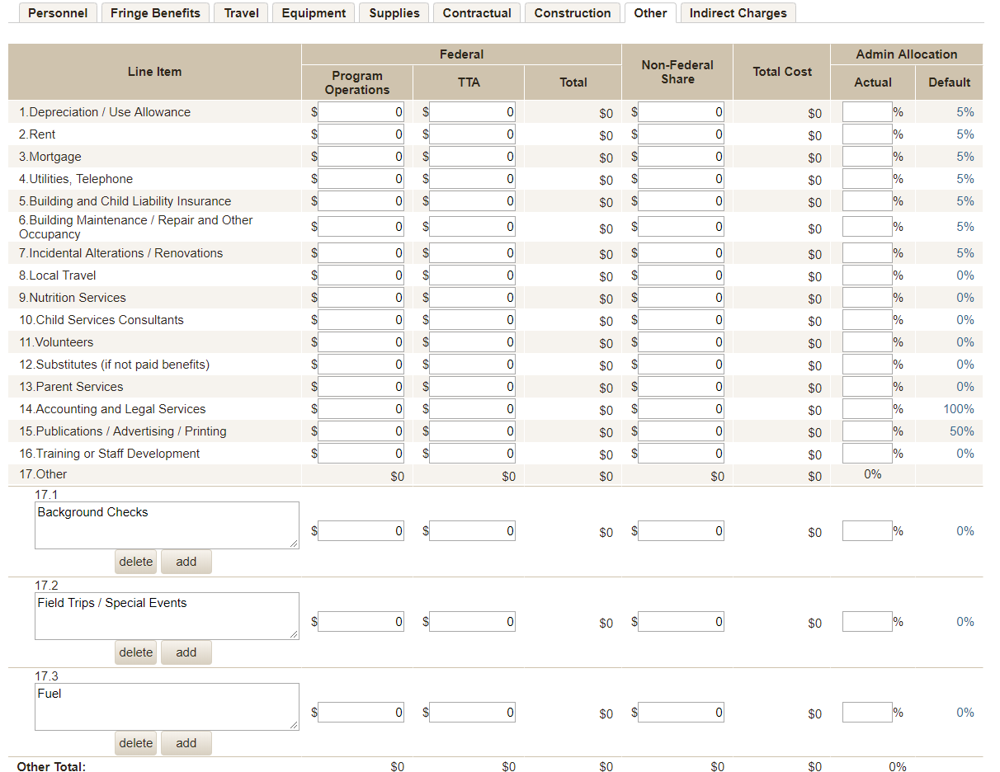 Personnel Fringe Benefits Travel Equipment Supplies Contractual Construction Other Indirect Charges
Line Item Federal Non-Federal Share Total Cost Admin Allocation
Program Operations TTA Total Actual Default
1.Depreciation / Use Allowance $ 0 $ 0 $0 $ 0 $0 % 5%
2.Rent $ 0 $ 0 $0 $ 0 $0 % 5%
3.Mortgage $ 0 $ 0 $0 $ 0 $0 % 5%
4.Utilities, Telephone $ 0 $ 0 $0 $ 0 $0 % 5%
5.Building and Child Liability Insurance $ 0 $ 0 $0 $ 0 $0 % 5%
6.Building Maintenance / Repair and Other
Occupancy $ 0 $ 0 $0 $ 0 $0 % 5%
7.Incidental Alterations / Renovations $ 0 $ 0 $0 $ 0 $0 % 5%
8.Local Travel $ 0 $ 0 $0 $ 0 $0 % 0%
9.Nutrition Services $ 0 $ 0 $0 $ 0 $0 % 0%
10.Child Services Consultants $ 0 $ 0 $0 $ 0 $0 % 0%
11.Volunteers $ 0 $ 0 $0 $ 0 $0 % 0%
12.Substitutes (if not paid benefits) $ 0 $ 0 $0 $ 0 $0 % 0%
13.Parent Services $ 0 $ 0 $0 $ 0 $0 % 0%
14.Accounting and Legal Services $ 0 $ 0 $0 $ 0 $0 % 100%
15.Publications / Advertising / Printing $ 0 $ 0 $0 $ 0 $0 % 50%
16.Training or Staff Development $ 0 $ 0 $0 $ 0 $0 % 0%
17.Other $0 $0 $0 $0 $0 0%
17.1
Background Checks
$ 0 $ 0 $0 $ 0 $0 % 0%
delete add
17.2
Field Trips / Special Events
$ 0 $ 0 $0 $ 0 $0 % 0%
delete add
17.3
Fuel
$ 0 $ 0 $0 $ 0 $0 % 0%
delete add
Other Total: $0 $0 $0 $0 $0 0%